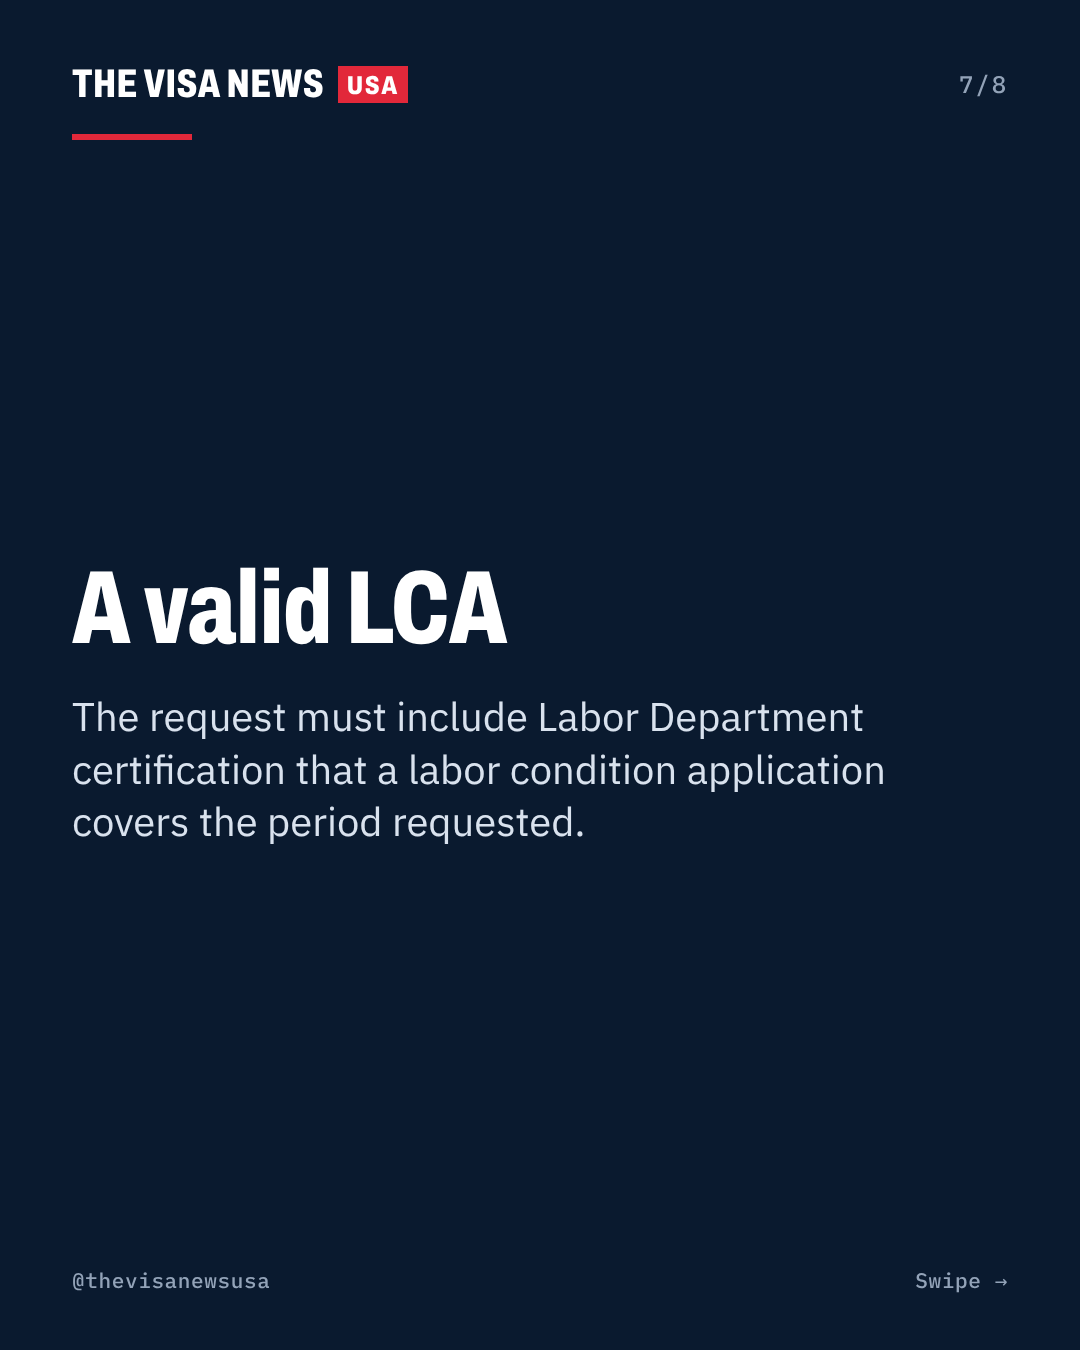 THE VISA NEWS USA
7/8
A valid LCA
The request must include Labor Department
certification that a labor condition application
covers the period requested.
@thevisanewsusa
Swipe →